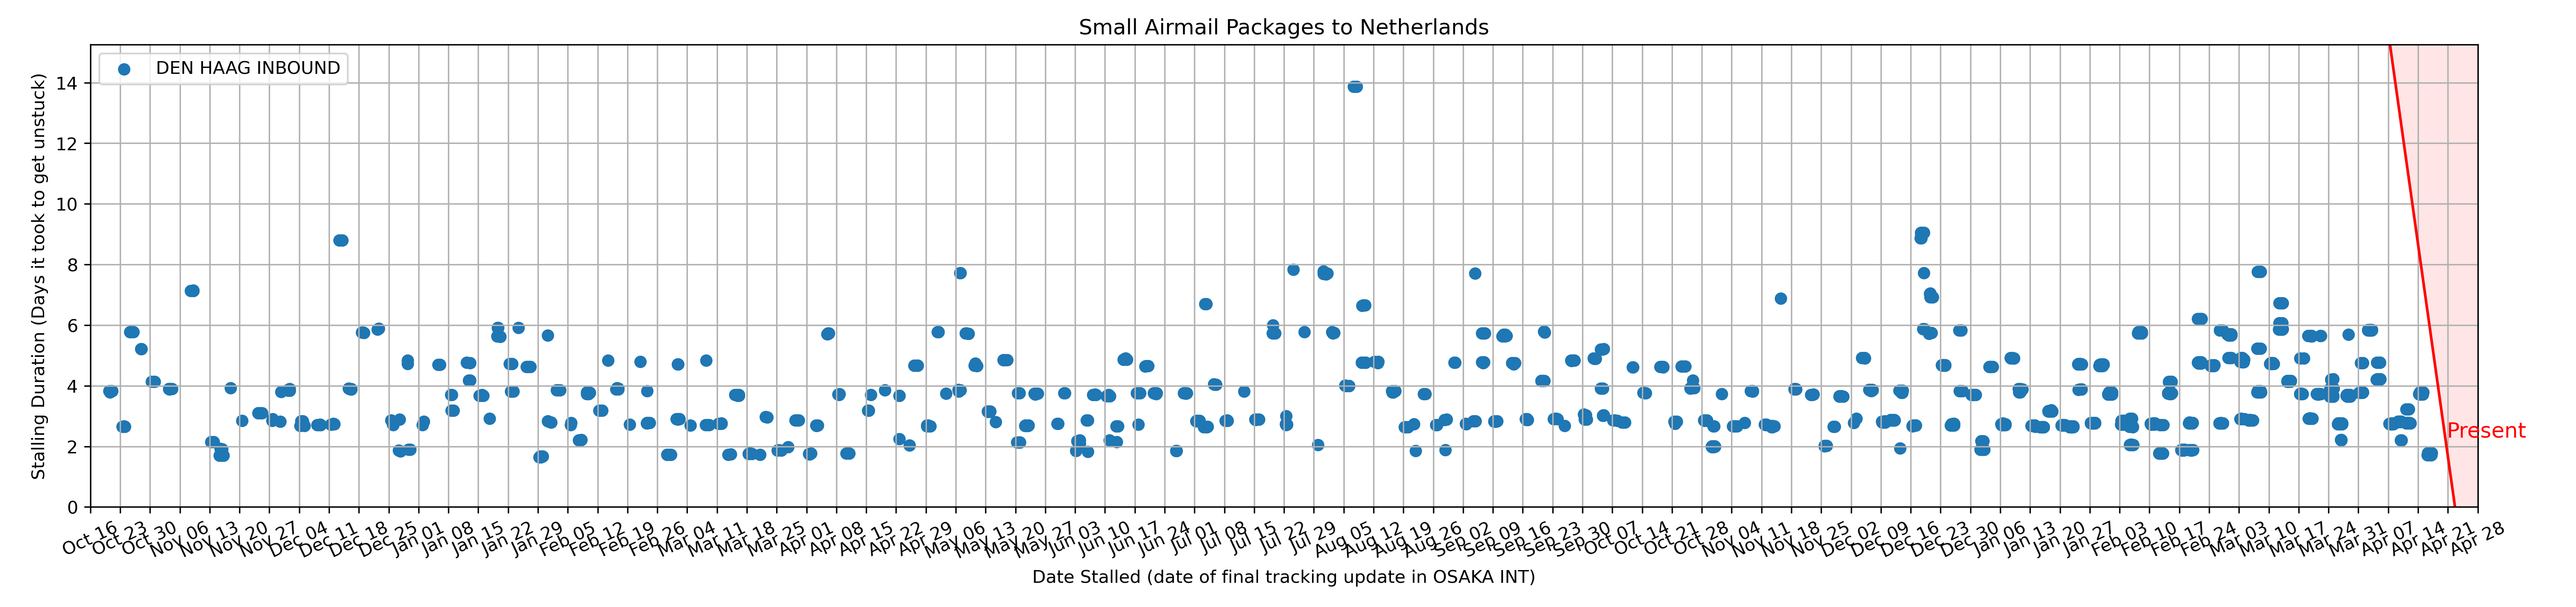 Small Airmail Packages to Netherlands
DEN HAAG INBOUND
Stalling Duration (Days it took to get unstuck)
14
12
10
8
6
4
2
0
Present
Oct 16 Oct 23 Oct 30 Nov 06 Nov 13 Nov 20 Nov 27 Dec 04 Dec 11 Dec 18 Dec 25 Jan 01 Jan 08 Jan 15 Jan 22 Jan 29 Feb 05 Feb 12 Feb 19 Feb 26 Mar 04 Mar 11 Mar 18 Mar 25 Apr 01 Apr 08 Apr 15 Apr 22 Apr 29 May 06 May 13 May 20 May 27 Jun 03 Jun 10 Jun 17 Jun 24 Jul 01 Jul 08 Jul 15 Jul 22 Jul 29 Aug 05 Aug 12 Aug 19 Aug 26 Sep 02 Sep 09 Sep 16 Sep 23 Sep 30 Oct 07 Oct 14 Oct 21 Oct 28 Nov 04 Nov 11 Nov 18 Nov 25 Dec 02 Dec 09 Dec 16 Dec 23 Dec 30 Jan 06 Jan 13 Jan 20 Jan 27 Feb 03 Feb 10 Feb 17 Feb 24 Mar 03 Mar 10 Mar 17 Mar 24 Mar 31 Apr 07 Apr 14 Apr 21 Apr 28
Date Stalled (date of final tracking update in OSAKA INT)